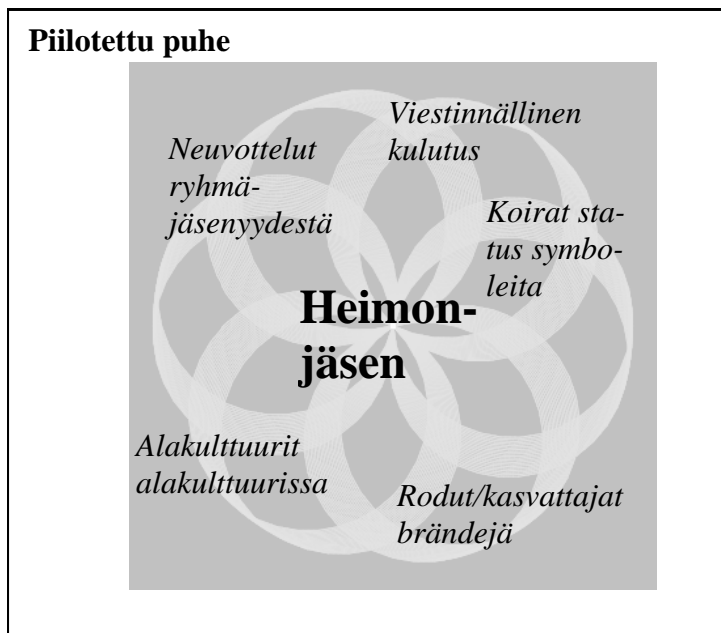 Piilotettu puhe
Viestinnällinen
kulutus
Neuvottelut
ryhmä-
jäsenyydestä
Koirat sta-
tus symbo-
leita
Heimon-
jäsen
Alakulttuurit
alakulttuurissa
Rodut/kasvattajat
brändejä